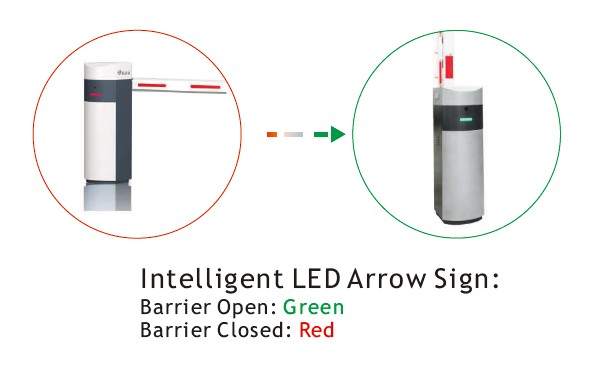 Intelligent LED Arrow Sign:
Barrier Open: Green
Barrier Closed: Red